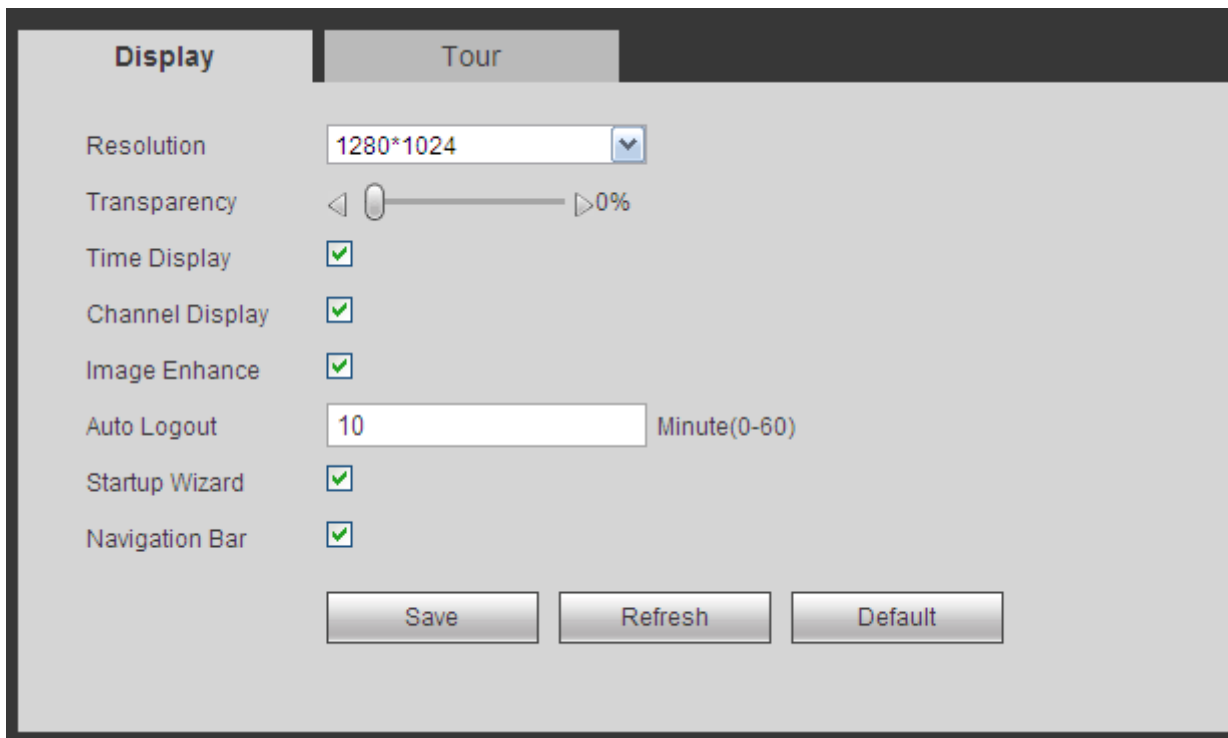 Display Tour
Resolution 1280*1024
Transparency 0%
Time Display
Channel Display
Image Enhance
Auto Logout 10 Minute(0-60)
Startup Wizard
Navigation Bar
Save Refresh Default